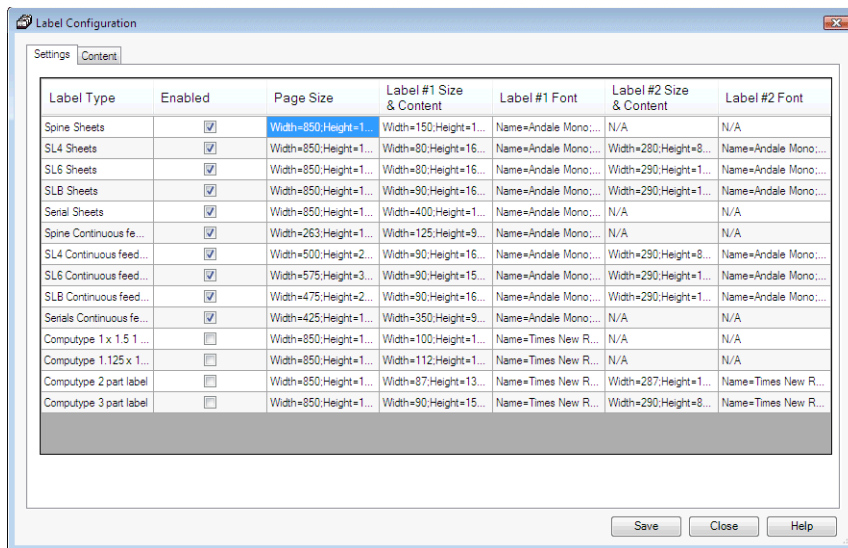 Label Configuration
Settings Content
Label Type Enabled Page Size Label #1 Size & Content Label #1 Font Label #2 Size & Content Label #2 Font
Spine Sheets Width=850;Height=1... Width=150;Height=1... Name=Andale Mono;... N/A N/A
SL4 Sheets Width=850;Height=1... Width=80;Height=16... Name=Andale Mono;... Width=280;Height=8... Name=Andale Mono;...
SL6 Sheets Width=850;Height=1... Width=80;Height=16... Name=Andale Mono;... Width=290;Height=1... Name=Andale Mono;...
SLB Sheets Width=850;Height=1... Width=90;Height=16... Name=Andale Mono;... Width=290;Height=1... Name=Andale Mono;...
Serial Sheets Width=850;Height=1... Width=400;Height=1... Name=Andale Mono;... N/A N/A
Spine Continuous fe... Width=263;Height=1... Width=125;Height=9... Name=Andale Mono;... N/A N/A
SL4 Continuous feed... Width=500;Height=2... Width=90;Height=16... Name=Andale Mono;... Width=290;Height=8... Name=Andale Mono;...
SL6 Continuous feed... Width=575;Height=3... Width=90;Height=15... Name=Andale Mono;... Width=290;Height=1... Name=Andale Mono;...
SLB Continuous feed... Width=475;Height=2... Width=90;Height=16... Name=Andale Mono;... Width=290;Height=1... Name=Andale Mono;...
Serials Continuous fe... Width=425;Height=1... Width=350;Height=9... Name=Andale Mono;... N/A N/A
Computype 1 x 1.5 1 ... Width=850;Height=1... Width=100;Height=1... Name=Times New R... N/A N/A
Computype 1.125 x 1... Width=850;Height=1... Width=112;Height=1... Name=Times New R... N/A N/A
Computype 2 part label Width=850;Height=1... Width=87;Height=13... Name=Times New R... Width=287;Height=1... Name=Times New R...
Computype 3 part label Width=850;Height=1... Width=90;Height=15... Name=Times New R... Width=290;Height=8... Name=Times New R...
Save Close Help